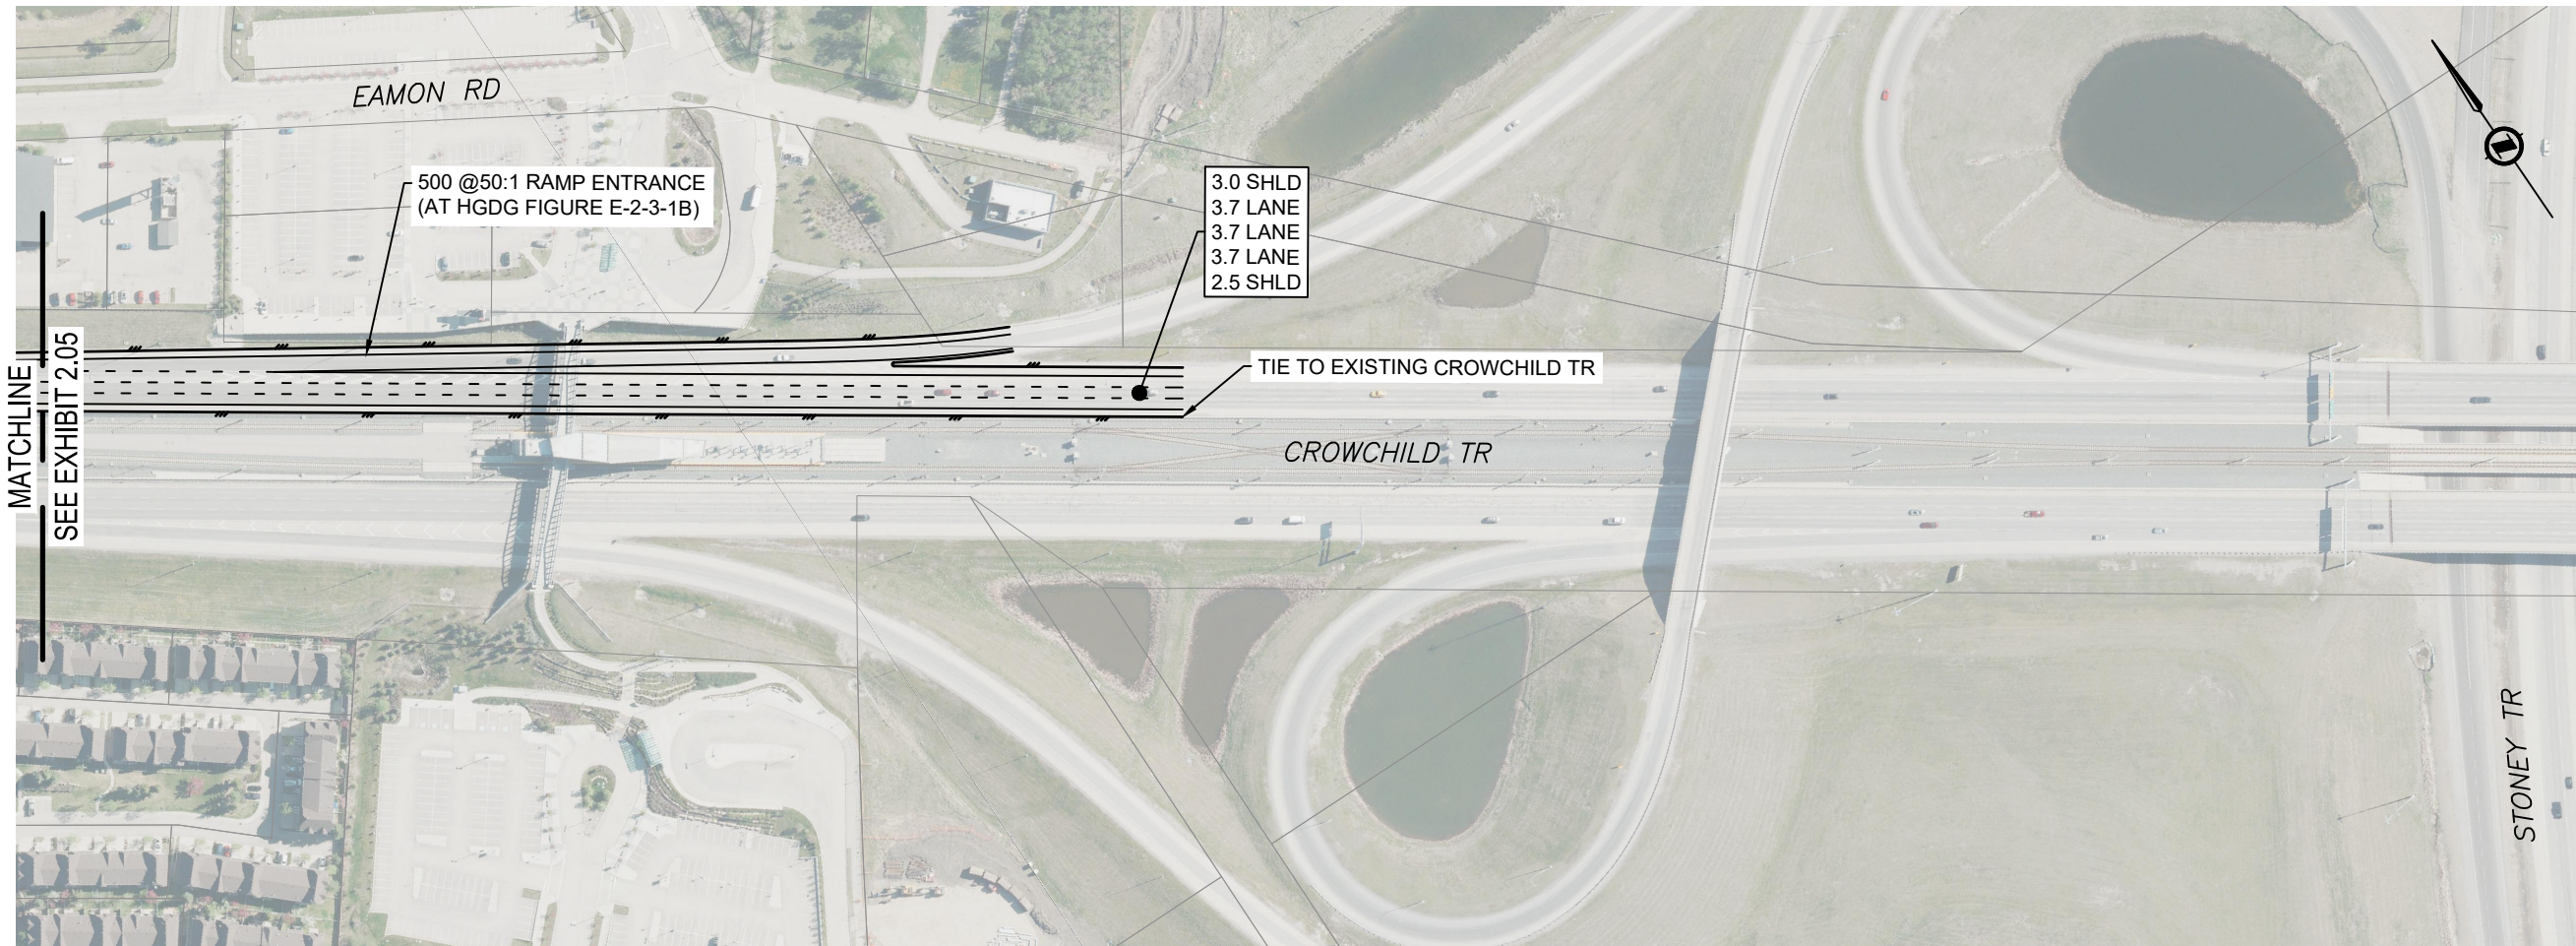 EAMON RD
500 @50:1 RAMP ENTRANCE
(AT HGDG FIGURE E-2-3-1B)
3.0 SHLD
3.7 LANE
3.7 LANE
3.7 LANE
2.5 SHLD
MATCHLINE
SEE EXHIBIT 2.05
TIE TO EXISTING CROWCHILD TR
CROWCHILD TR
STONEY TR